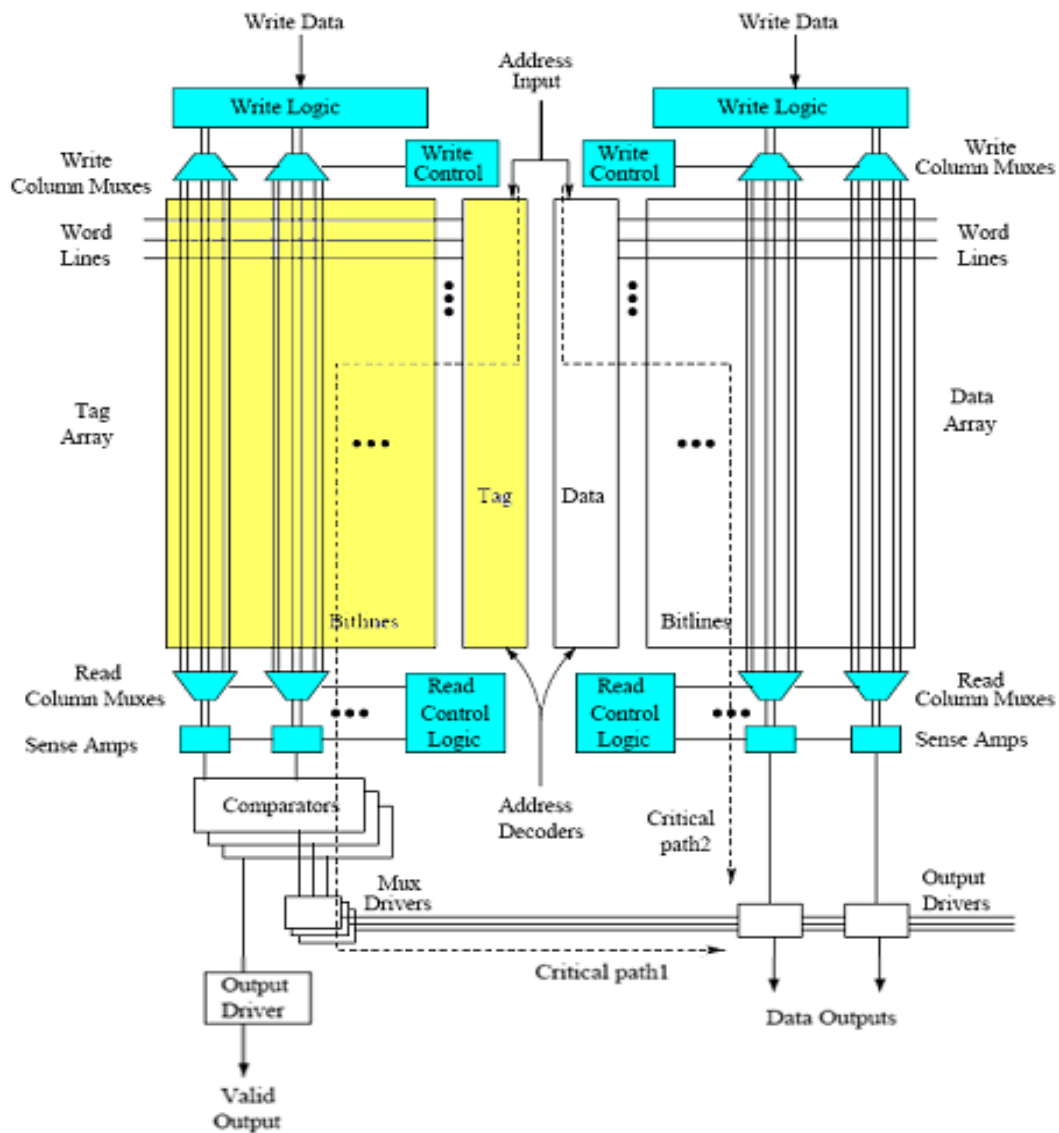 Write Data
Write Data
Address
Input
Write Logic
Write Logic
Write
Column Muxes
Write
Control
Write
Control
Write
Column Muxes
Word
Lines
Word
Lines
Tag
Array
Data
Array
Tag
Data
Bitlines
Bitlines
Read
Column Muxes
Read
Control
Logic
Read
Control
Logic
Read
Column Muxes
Sense Amps
Sense Amps
Comparators
Address
Decoders
Critical
path2
Mux
Drivers
Output
Drivers
Critical path1
Output
Driver
Data Outputs
Valid
Output